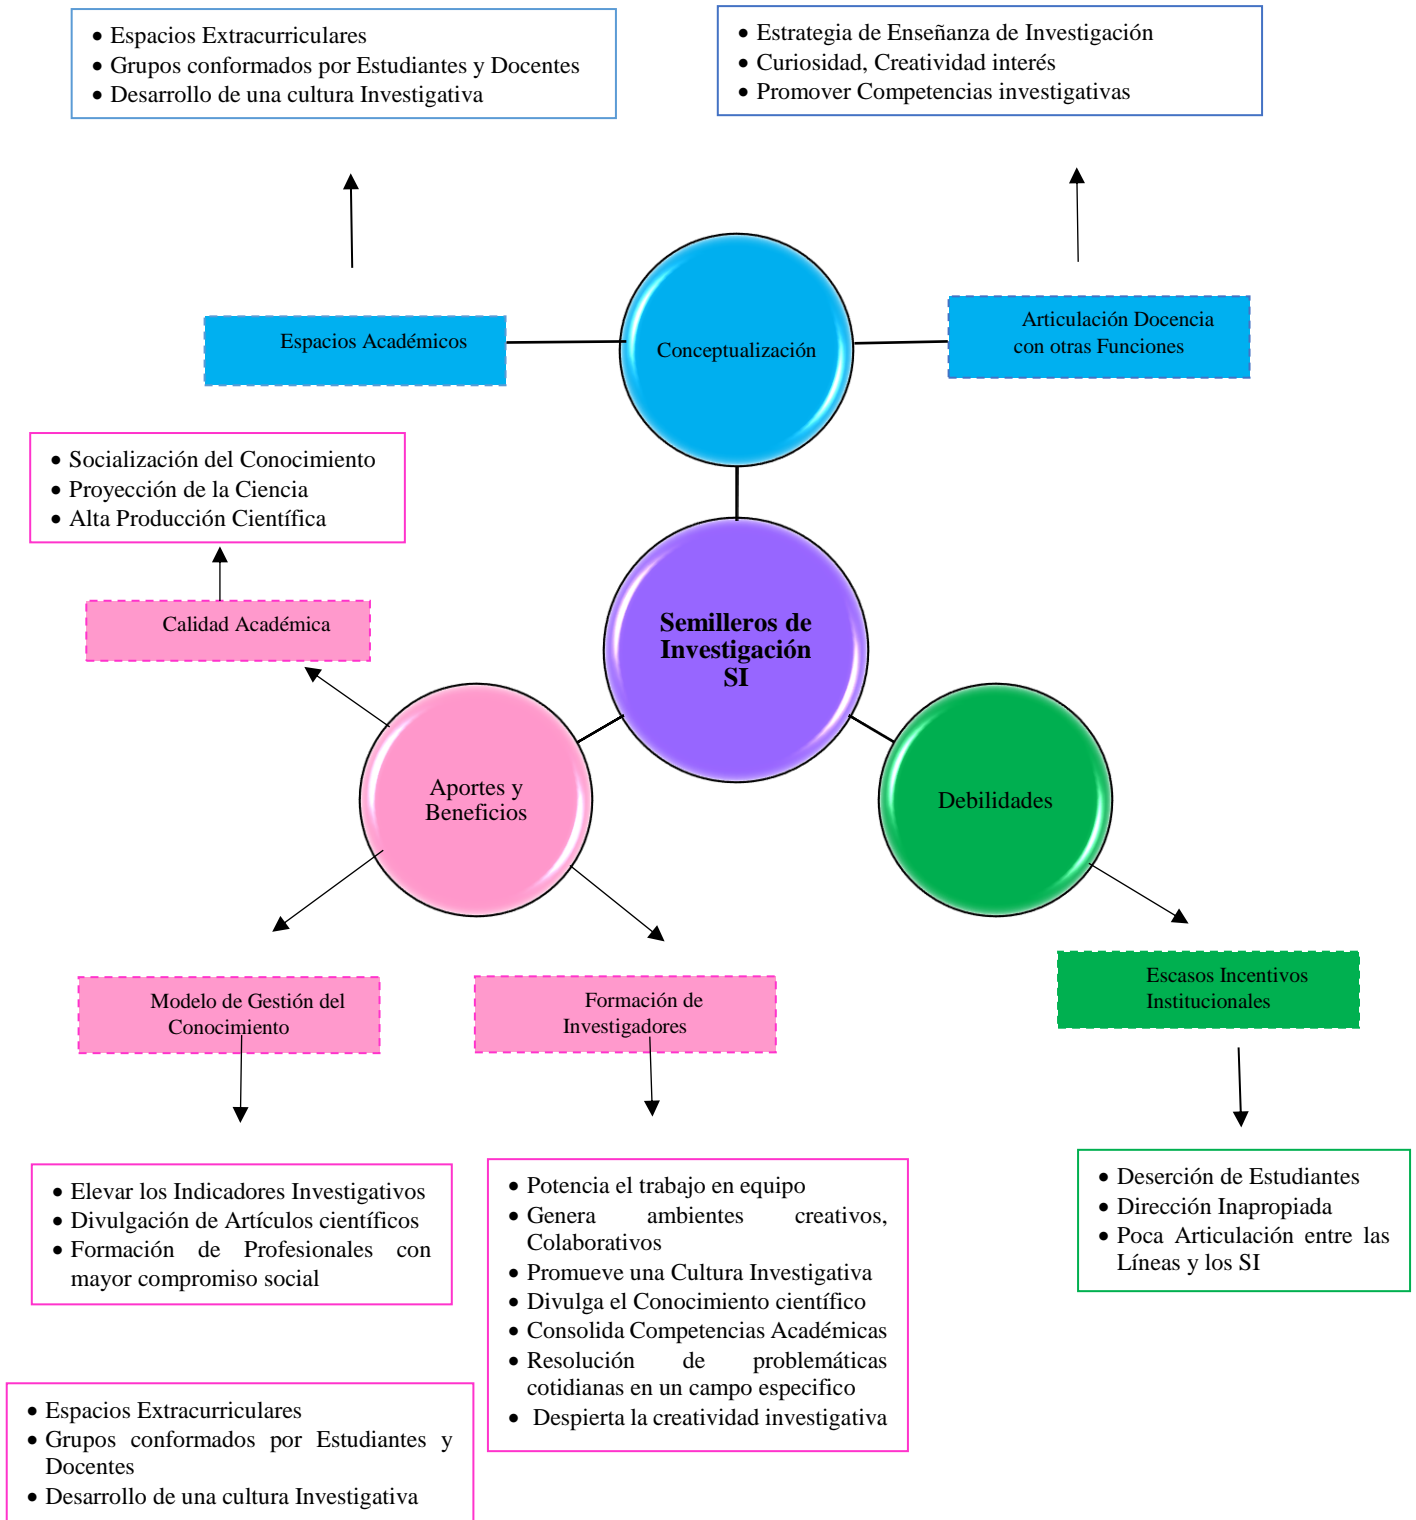 • Espacios Extracurriculares
• Grupos conformados por Estudiantes y Docentes
• Desarrollo de una cultura Investigativa
• Estrategia de Enseñanza de Investigación
• Curiosidad, Creatividad interés
• Promover Competencias investigativas
Espacios Académicos
Conceptualización
Articulación Docencia
con otras Funciones
• Socialización del Conocimiento
• Proyección de la Ciencia
• Alta Producción Científica
Calidad Académica
Semilleros de
Investigación
SI
Aportes y
Beneficios
Debilidades
Modelo de Gestión del
Conocimiento
Formación de
Investigadores
Escasos Incentivos
Institucionales
• Elevar los Indicadores Investigativos
• Divulgación de Artículos científicos
• Formación de Profesionales con
mayor compromiso social
• Potencia el trabajo en equipo
• Genera ambientes creativos,
Colaborativos
• Promueve una Cultura Investigativa
• Divulga el Conocimiento científico
• Consolida Competencias Académicas
• Resolución de problemáticas
cotidianas en un campo especifico
• Despierta la creatividad investigativa
• Deserción de Estudiantes
• Dirección Inapropiada
• Poca Articulación entre las
Líneas y los SI
• Espacios Extracurriculares
• Grupos conformados por Estudiantes y
Docentes
• Desarrollo de una cultura Investigativa